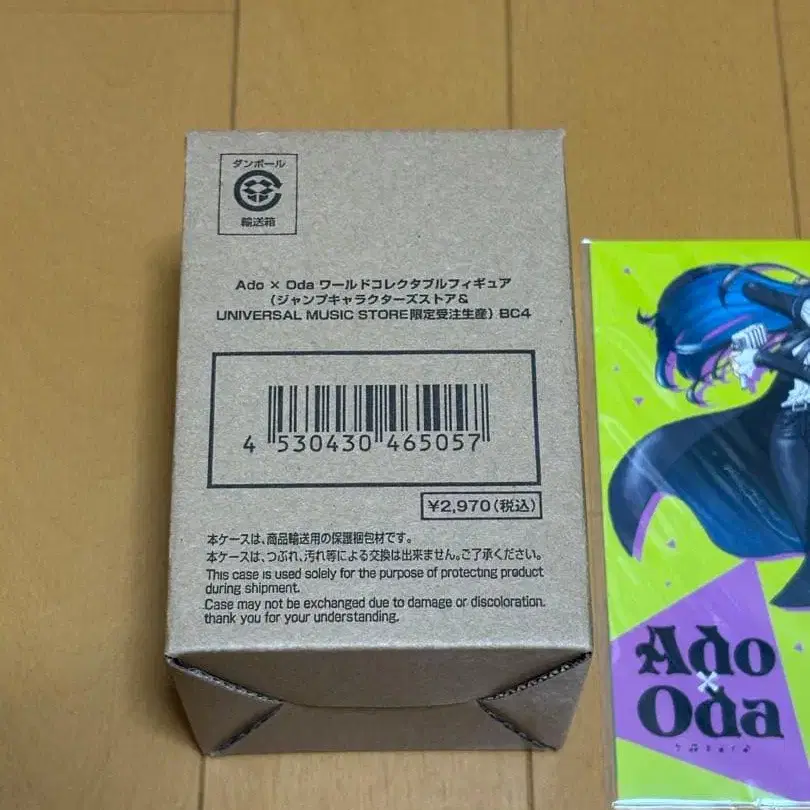 ダンボール
輸送箱
Ado × Oda ワールドコレクタブルフィギュア
(ジャンプキャラクターズストア&
UNIVERSAL MUSIC STORE限定受注生産) BC4
4 530430 465057
¥2,970(税込)
本ケースは、商品輸送用の保護梱包材です。
本ケースは、つぶれ、汚れ等による交換は出来ません。ご了承ください。
This case is used solely for the purpose of protecting product
during shipment.
Case may not be exchanged due to damage or discoloration.
thank you for your understanding.
Ado
×
Oda